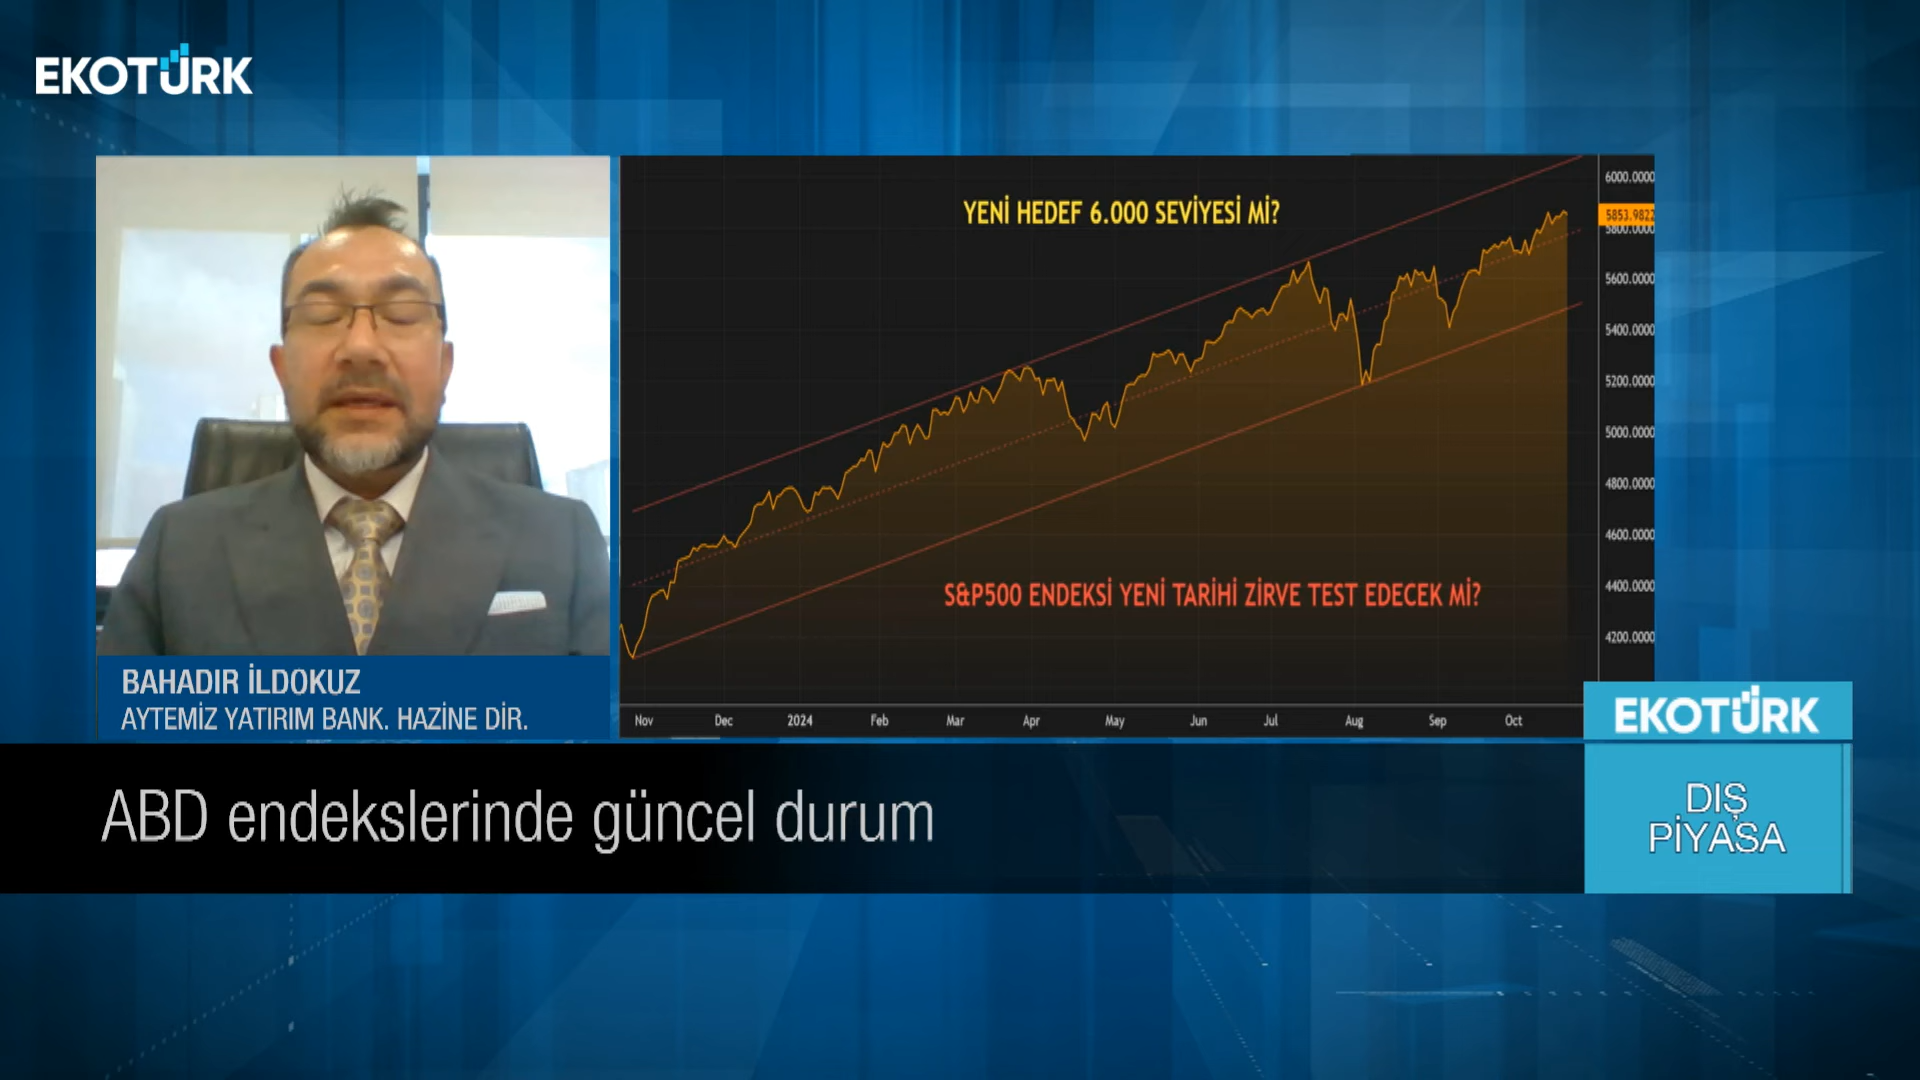 EKOTÜRK
YENİ HEDEF 6.000 SEVİYESİ Mİ?
S&P500 ENDEKSİ YENİ TARİHİ ZİRVE TEST EDECEK Mİ?
6000.0000
5853.9822
5800.0000
5600.0000
5400.0000
5200.0000
5000.0000
4800.0000
4600.0000
4400.0000
4200.0000
Nov Dec 2024 Feb Mar Apr May Jun Jul Aug Sep Oct
BAHADIR İLDOKUZ
AYTEMİZ YATIRIM BANK. HAZİNE DİR.
EKOTÜRK
ABD endekslerinde güncel durum
DIŞ
PİYASA